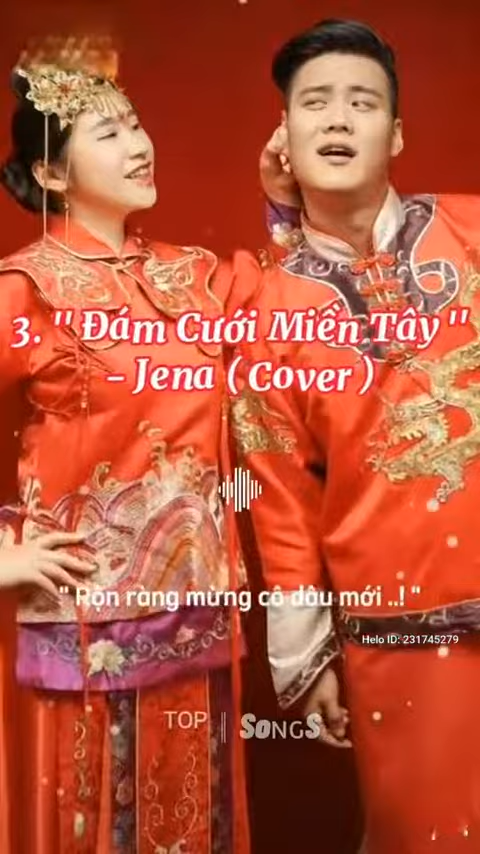 3. " Đám Cưới Miền Tây "
- Jena ( Cover )
" Rộn ràng mừng cô dâu mới ..! "
Helo ID: 231745279
TOP || SONGS